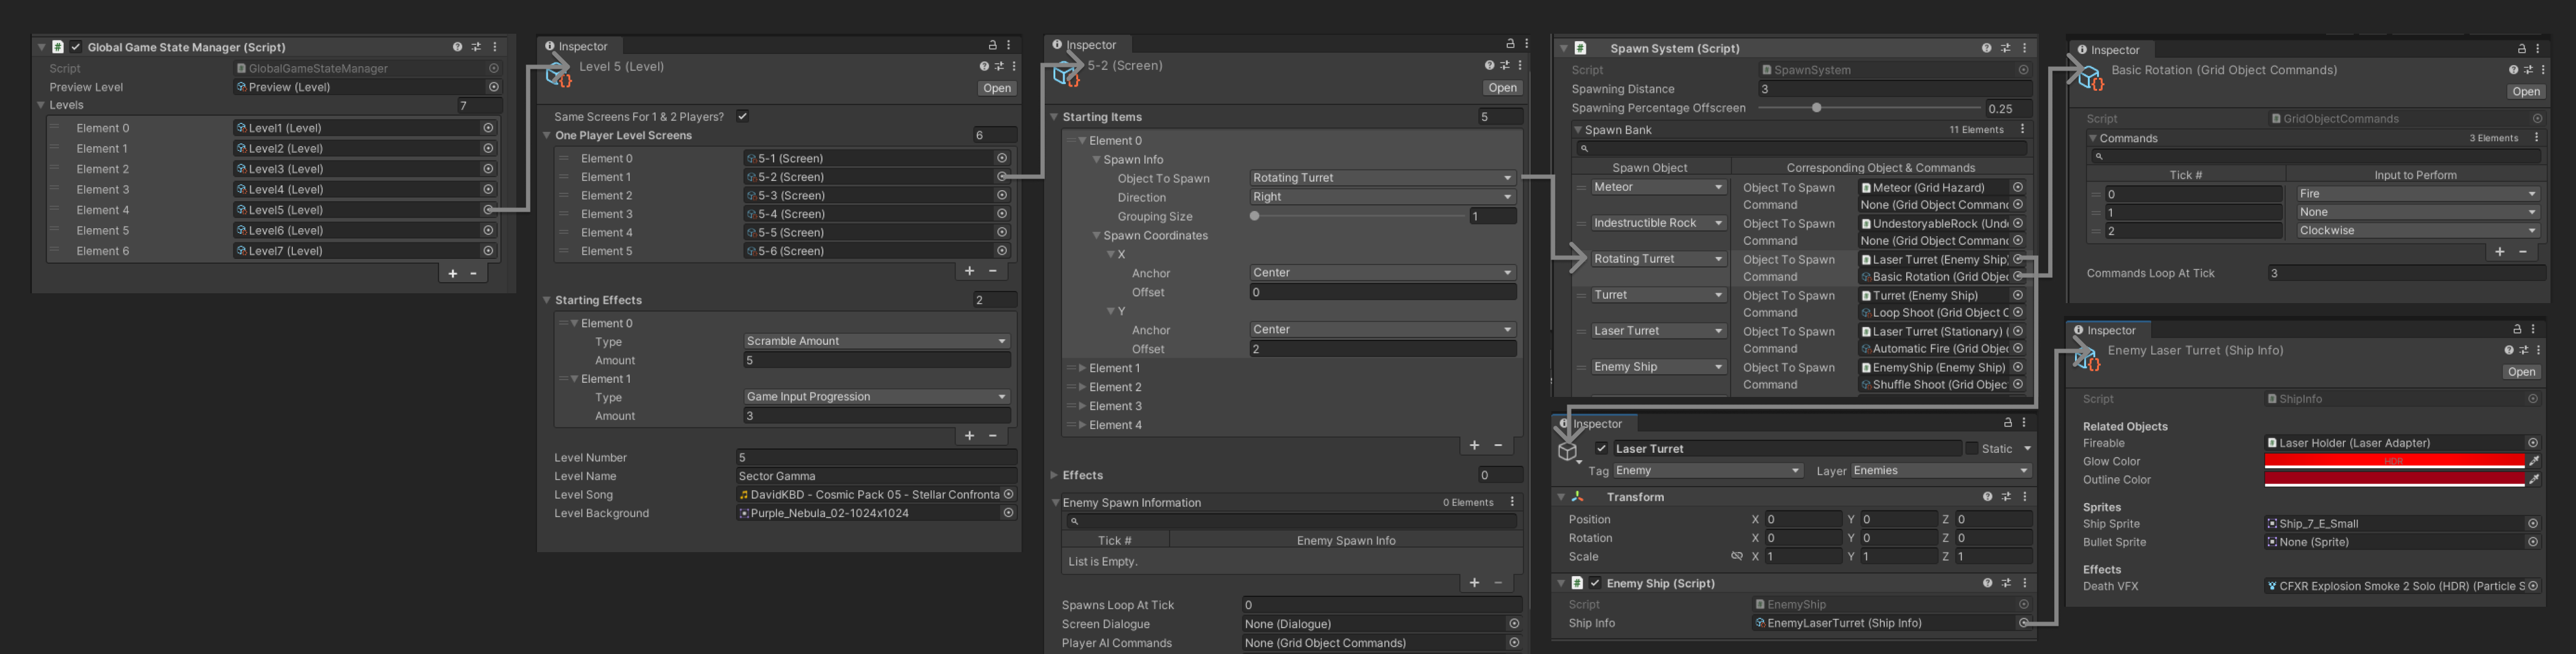 Global Game State Manager (Script)
Script GlobalGameStateManager
Preview Level Preview (Level)
Levels 7
Element 0 Level1 (Level)
Element 1 Level2 (Level)
Element 2 Level3 (Level)
Element 3 Level4 (Level)
Element 4 Level5 (Level)
Element 5 Level6 (Level)
Element 6 Level7 (Level)
+ -
Inspector
Level 5 (Level)
Open
Same Screens For 1 & 2 Players?
One Player Level Screens 6
Element 0 5-1 (Screen)
Element 1 5-2 (Screen)
Element 2 5-3 (Screen)
Element 3 5-4 (Screen)
Element 4 5-5 (Screen)
Element 5 5-6 (Screen)
+ -
Starting Effects 2
Element 0
Type Scramble Amount
Amount 5
Element 1
Type Game Input Progression
Amount 3
+ -
Level Number 5
Level Name Sector Gamma
Level Song DavidKBD - Cosmic Pack 05 - Stellar Confronta
Level Background Purple_Nebula_02-1024x1024
Inspector
5-2 (Screen)
Open
Starting Items 5
Element 0
Spawn Info
Object To Spawn Rotating Turret
Direction Right
Grouping Size 1
Spawn Coordinates
X
Anchor Center
Offset 0
Y
Anchor Center
Offset 2
Element 1
Element 2
Element 3
Element 4
+ -
Effects 0
Enemy Spawn Information 0 Elements
Tick # Enemy Spawn Info
List is Empty.
+ -
Spawns Loop At Tick 0
Screen Dialogue None (Dialogue)
Player AI Commands None (Grid Object Commands)
Spawn System (Script)
Script SpawnSystem
Spawning Distance 3
Spawning Percentage Offscreen 0.25
Spawn Bank 11 Elements
Spawn Object Corresponding Object & Commands
Meteor Object To Spawn Meteor (Grid Hazard)
Command None (Grid Object Command
Indestructible Rock Object To Spawn UndestoryableRock (Und
Command None (Grid Object Command
Rotating Turret Object To Spawn Laser Turret (Enemy Ship)
Command Basic Rotation (Grid Objec
Turret Object To Spawn Turret (Enemy Ship)
Command Loop Shoot (Grid Object C
Laser Turret Object To Spawn Laser Turret (Stationary) (
Command Automatic Fire (Grid Objec
Enemy Ship Object To Spawn EnemyShip (Enemy Ship)
Command Shuffle Shoot (Grid Objec
Inspector
Laser Turret Static
Tag Enemy Layer Enemies
Transform
Position X 0 Y 0 Z 0
Rotation X 0 Y 0 Z 0
Scale X 1 Y 1 Z 1
# Enemy Ship (Script)
Script EnemyShip
Ship Info EnemyLaserTurret (Ship Info)
Inspector
Basic Rotation (Grid Object Commands)
Open
Script GridObjectCommands
Commands 3 Elements
Tick # Input to Perform
0 Fire
1 None
2 Clockwise
+ -
Commands Loop At Tick 3
Inspector
Enemy Laser Turret (Ship Info)
Open
Script ShipInfo
Related Objects
Fireable Laser Holder (Laser Adapter)
Glow Color HDR
Outline Color
Sprites
Ship Sprite Ship_7_E_Small
Bullet Sprite None (Sprite)
Effects
Death VFX CFXR Explosion Smoke 2 Solo (HDR) (Particle S